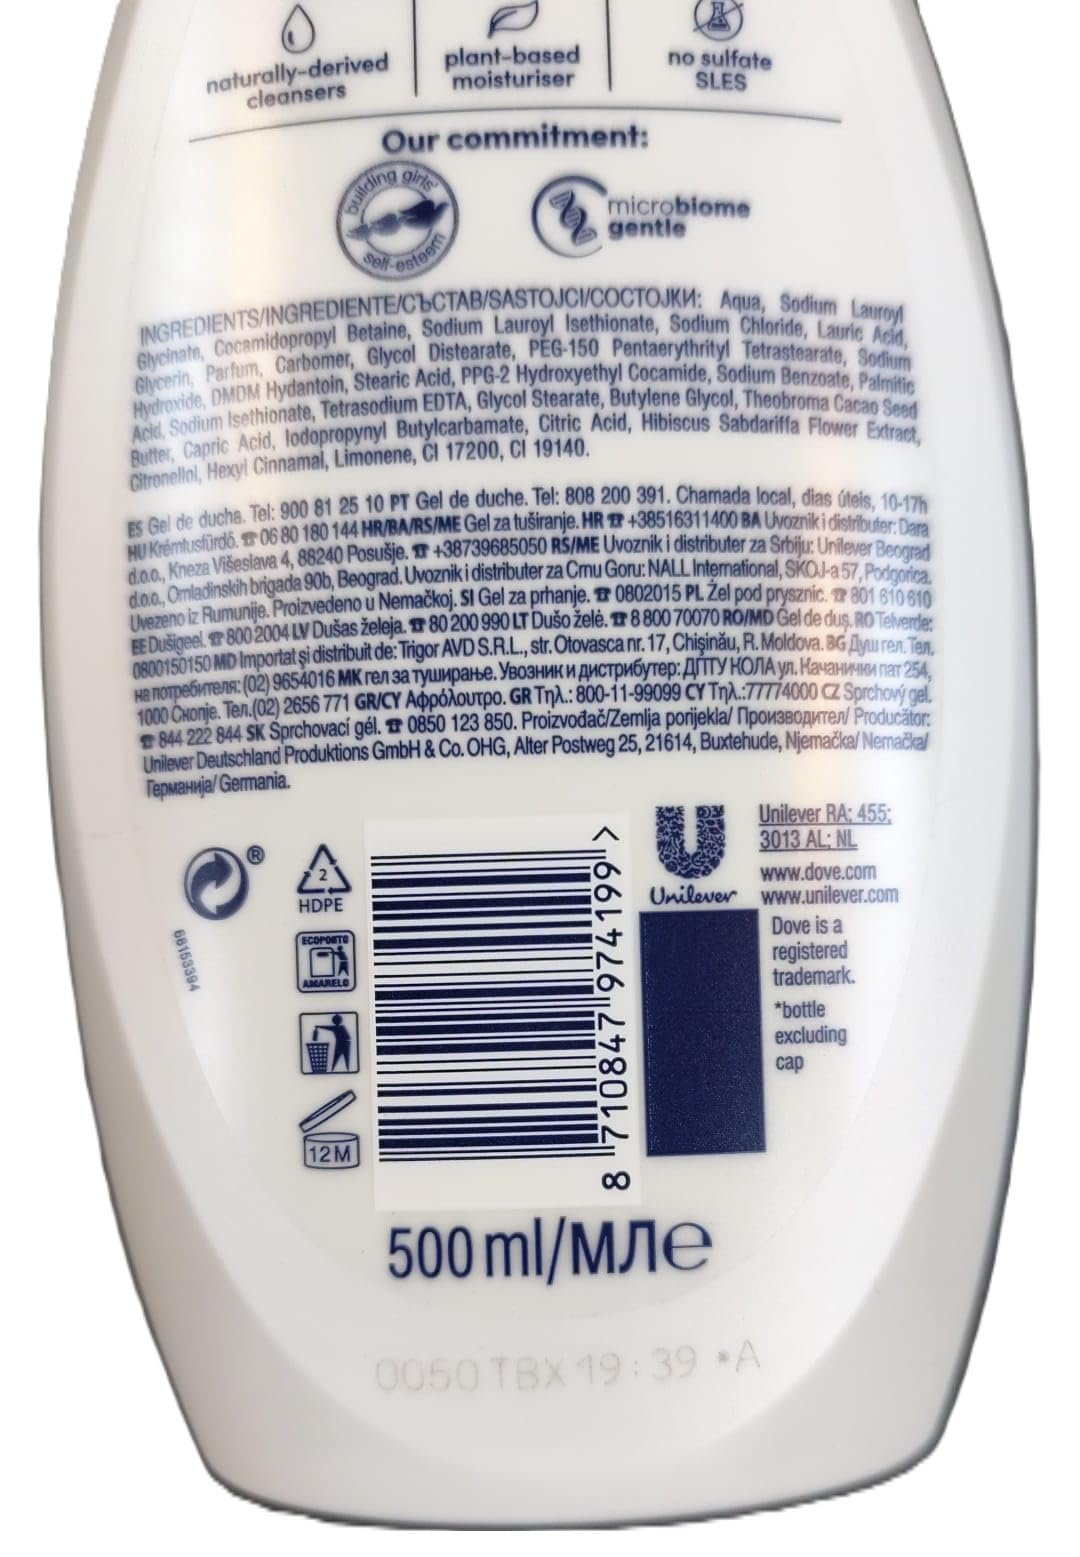 naturally-derived
cleansers
plant-based
moisturiser
no sulfate
SLES
Our commitment:
building girls'
self-esteem
microbiome
gentle
INGREDIENTS/INGREDIENTE/СЪСТАВ/SASTOJCI/СОСТОЈКИ: Aqua, Sodium Lauroyl
Glycinate, Cocamidopropyl Betaine, Sodium Lauroyl Isethionate, Sodium Chloride, Lauric Acid,
Glycerin, Parfum, Carbomer, Glycol Distearate, PEG-150 Pentaerythrityl Tetrastearate, Sodium
Hydroxide, DMDM Hydantoin, Stearic Acid, PPG-2 Hydroxyethyl Cocamide, Sodium Benzoate, Palmitic
Acid, Sodium Isethionate, Tetrasodium EDTA, Glycol Stearate, Butylene Glycol, Theobroma Cacao Seed
Butter, Capric Acid, Iodopropynyl Butylcarbamate, Citric Acid, Hibiscus Sabdariffa Flower Extract,
Citronellol, Hexyl Cinnamal, Limonene, CI 17200, CI 19140.
ES Gel de ducha. Tel: 900 81 25 10 PT Gel de duche. Tel: 808 200 391. Chamada local, dias úteis, 10-17h
HU Krémtusfürdő. ☎ 06 80 180 144 HR/BA/RS/ME Gel za tuširanje. HR ☎ +38516311400 BA Uvoznik i distributer: Dara
d.o.o., Kneza Višeslava 4, 88240 Posušje. ☎ +38739685050 RS/ME Uvoznik i distributer za Srbiju: Unilever Beograd
d.o.o., Omladinskih brigada 90b, Beograd. Uvoznik i distributer za Crnu Goru: NALL International, SKOJ-a 57, Podgorica.
Uvezeno iz Rumunije. Proizvedeno u Nemačkoj. SI Gel za prhanje. ☎ 0802015 PL Żel pod prysznic. ☎ 801 610 610
EE Dušigeel. ☎ 800 2004 LV Dušas želeja. ☎ 80 200 990 LT Dušo želė. ☎ 8 800 70070 RO/MD Gel de duş. RO Telverde:
0800150150 MD Importat și distribuit de: Trigor AVD S.R.L., str. Otovasca nr. 17, Chișinău, R. Moldova. BG Душ гел. Тел.
на потребителя: (02) 9654016 MK гел за туширање. Увозник и дистрибутер: ДПТУ КОЛА ул. Качанички пат 254,
1000 Скопје. Тел.(02) 2656 771 GR/CY Αφρόλουτρο. GR Τηλ.: 800-11-99099 CY Τηλ.:77774000 CZ Sprchový gel.
☎ 844 222 844 SK Sprchovací gél. ☎ 0850 123 850. Proizvođač/Zemlja porijekla/ Производител/ Producător:
Unilever Deutschland Produktions GmbH & Co. OHG, Alter Postweg 25, 21614, Buxtehude, Njemačka/ Nemačka/
Германија/ Germania.
68153394
2
HDPE
ECOPONTO
AMARELO
12M
8 710847 974199 >
Unilever
Unilever RA; 455;
3013 AL; NL
www.dove.com
www.unilever.com
Dove is a
registered
trademark.
*bottle
excluding
cap
500 ml/МЛ℮
0050TBX 19:39 •A